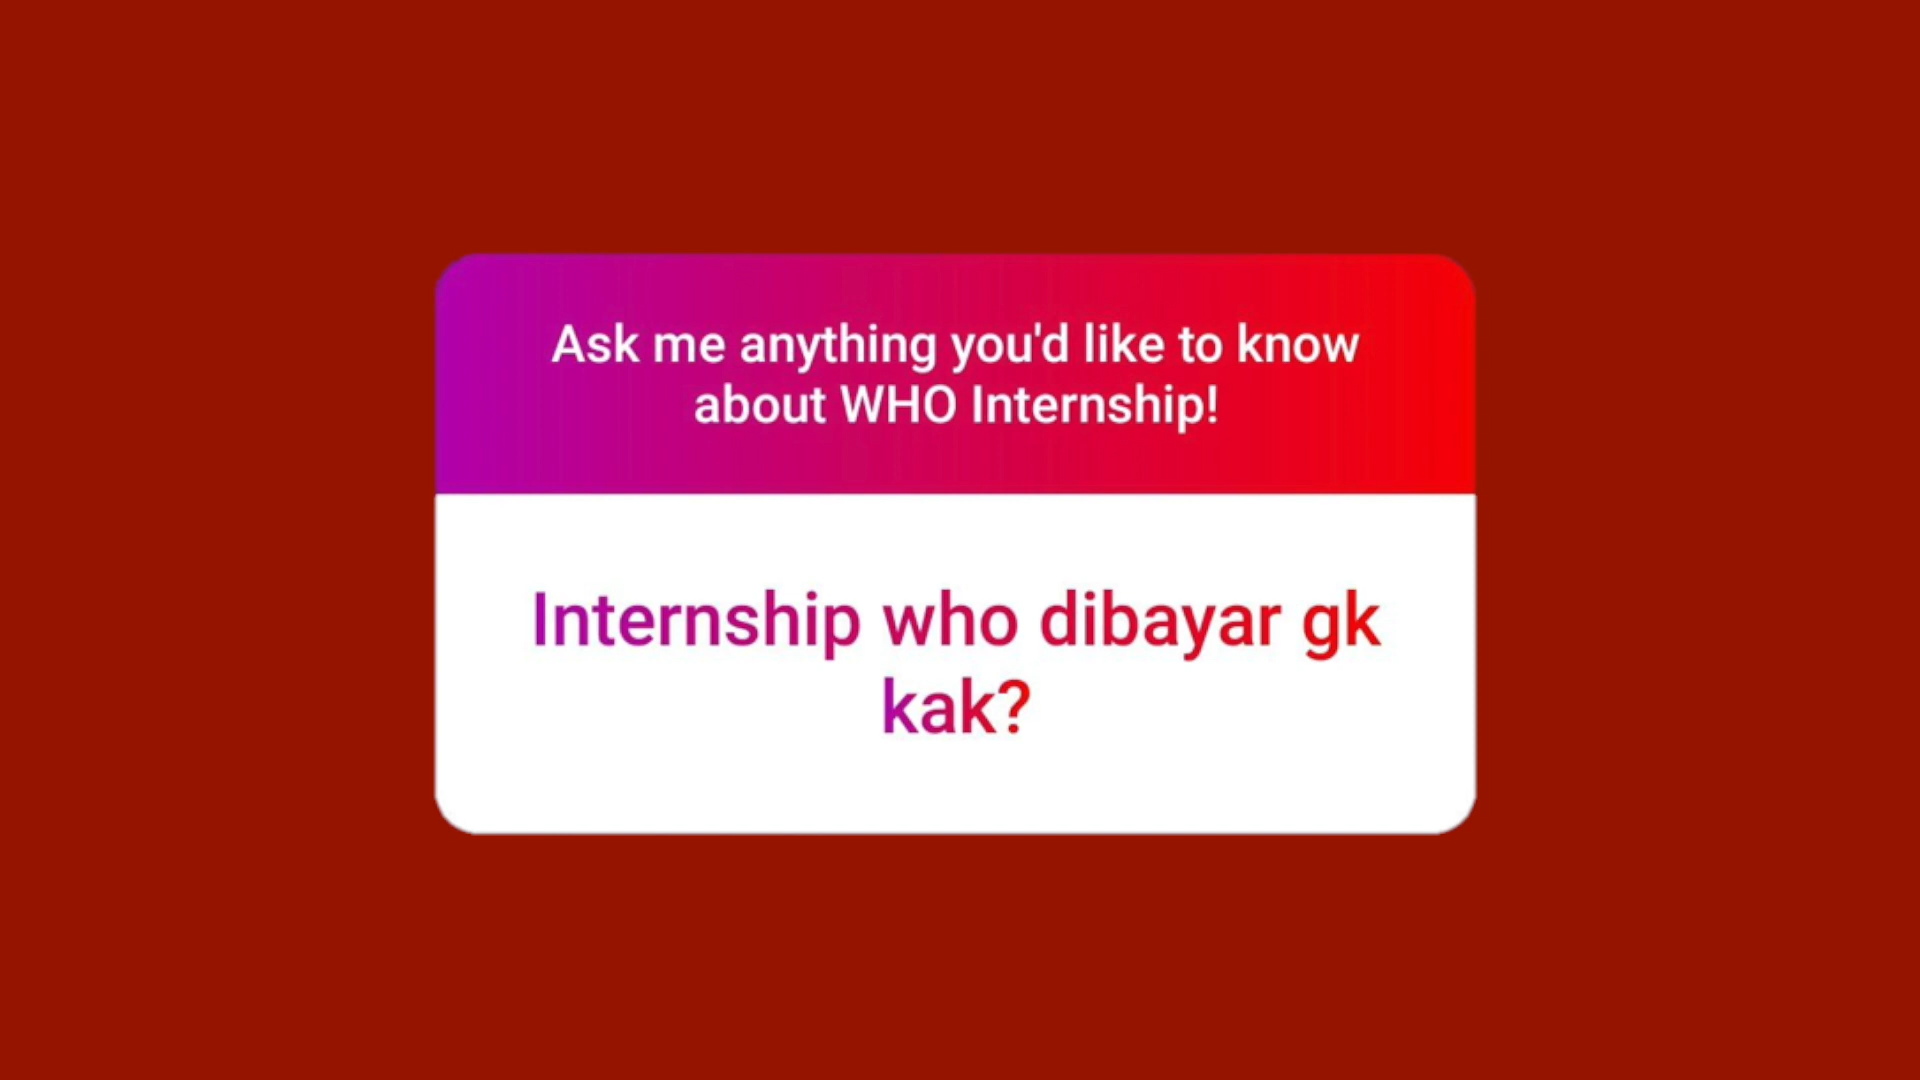 Ask me anything you'd like to know
about WHO Internship!
Internship who dibayar gk
kak?